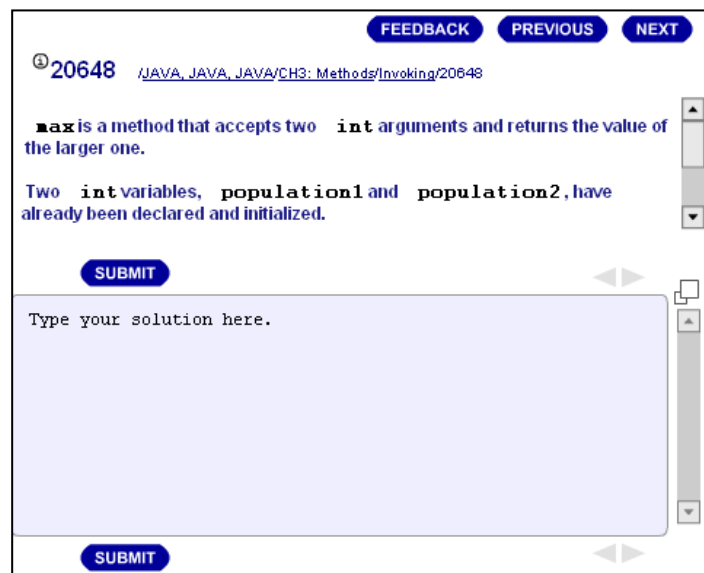 FEEDBACK PREVIOUS NEXT
20648 /JAVA, JAVA, JAVA/CH3: Methods/Invoking/20648
max is a method that accepts two int arguments and returns the value of
the larger one.
Two int variables, population1 and population2, have
already been declared and initialized.
SUBMIT
Type your solution here.
SUBMIT